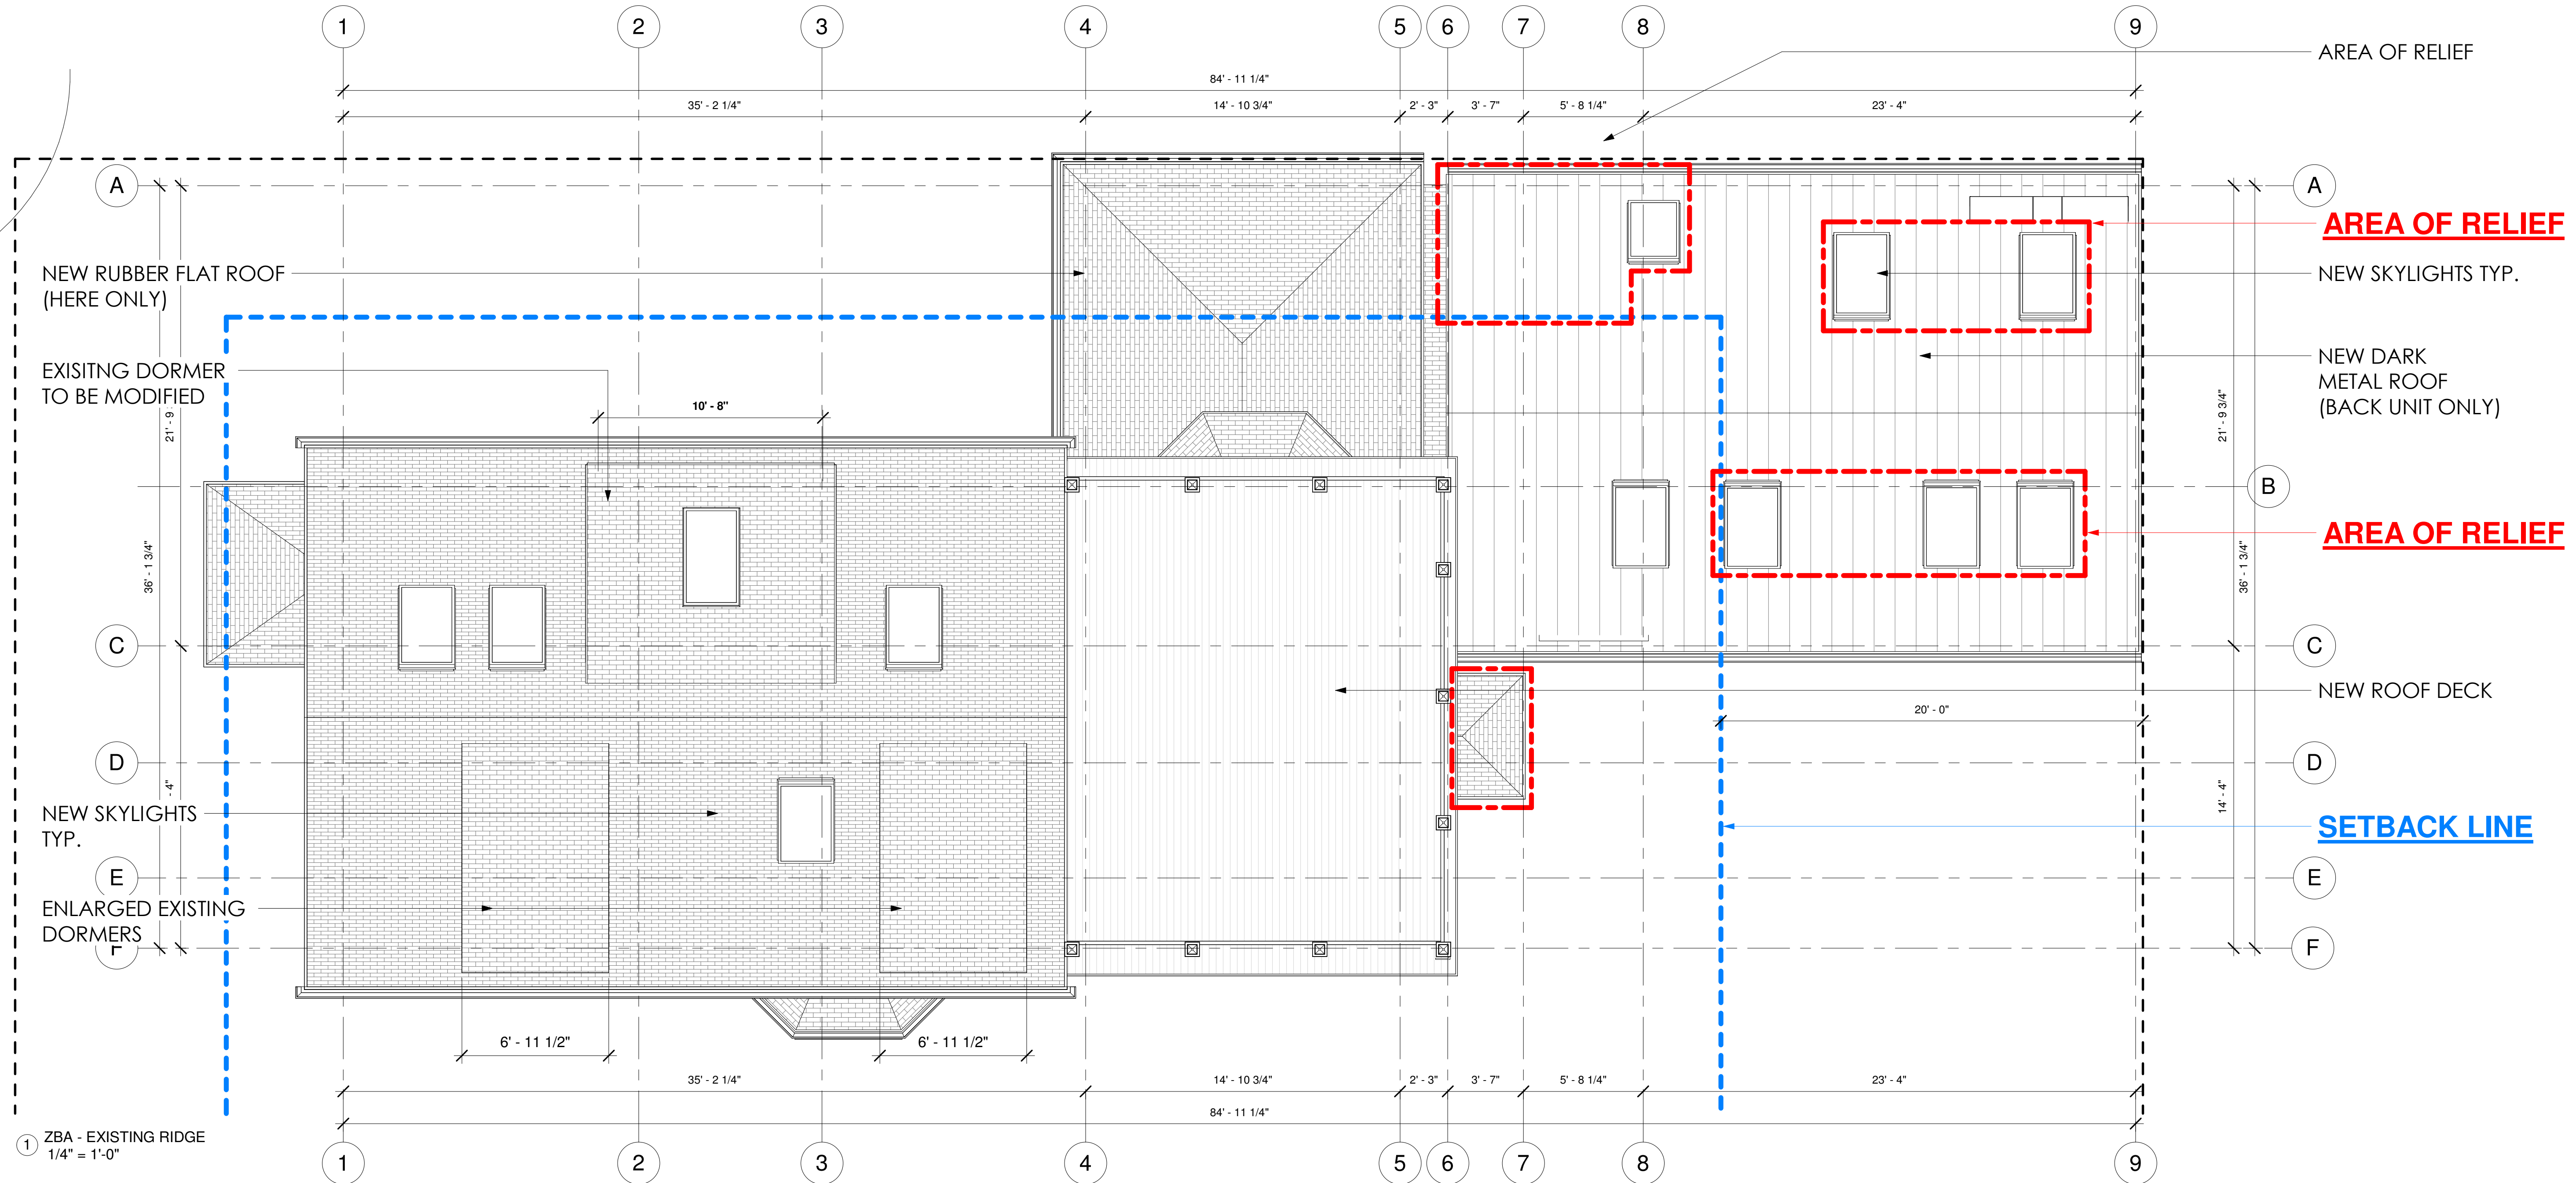 1 2 3 4 5 6 7 8 9
AREA OF RELIEF
84' - 11 1/4"
35' - 2 1/4" 14' - 10 3/4" 2' - 3" 3' - 7" 5' - 8 1/4" 23' - 4"
A A
AREA OF RELIEF
NEW RUBBER FLAT ROOF
(HERE ONLY)
NEW SKYLIGHTS TYP.
EXISITNG DORMER
TO BE MODIFIED
NEW DARK
METAL ROOF
(BACK UNIT ONLY)
10' - 8"
21' - 9
21' - 9 3/4"
B
AREA OF RELIEF
36' - 1 3/4"
36' - 1 3/4"
C C
NEW ROOF DECK
20' - 0"
D D
- 4"
14' - 4"
NEW SKYLIGHTS
TYP.
SETBACK LINE
E E
ENLARGED EXISTING
DORMERS
F F
6' - 11 1/2" 6' - 11 1/2"
35' - 2 1/4" 14' - 10 3/4" 2' - 3" 3' - 7" 5' - 8 1/4" 23' - 4"
84' - 11 1/4"
1 ZBA - EXISTING RIDGE
1/4" = 1'-0"
1 2 3 4 5 6 7 8 9